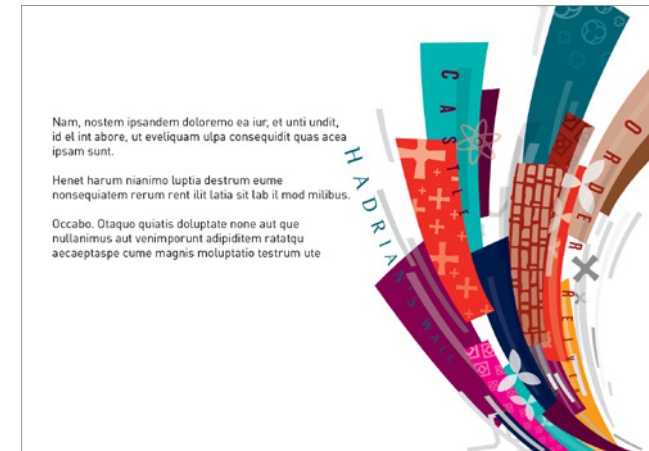 Nam, nostem ipsandem doloremo ea iur, et unti undit,
id el int abore, ut eveliquam ulpa consequidit quas acea
ipsam sunt.
Henet harum nianimo luptia destrum eume
nonsequiatem rerum rent ilit latia sit lab il mod milibus.
Occabo. Otaquo quiatis doluptate none aut que
nullanimus aut venimporunt adipiditem ratatqu
aecaeptaspe cume magnis moluptatio testrum ute
HADRIAN'S WALL
CASTLE
ORDER